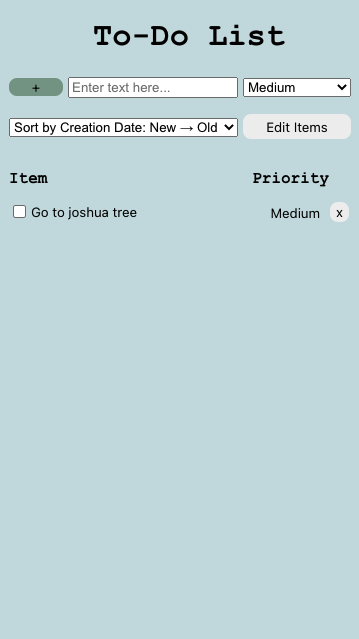 To-Do List
+ Enter text here... Medium
Sort by Creation Date: New → Old Edit Items
Item Priority
Go to joshua tree Medium x